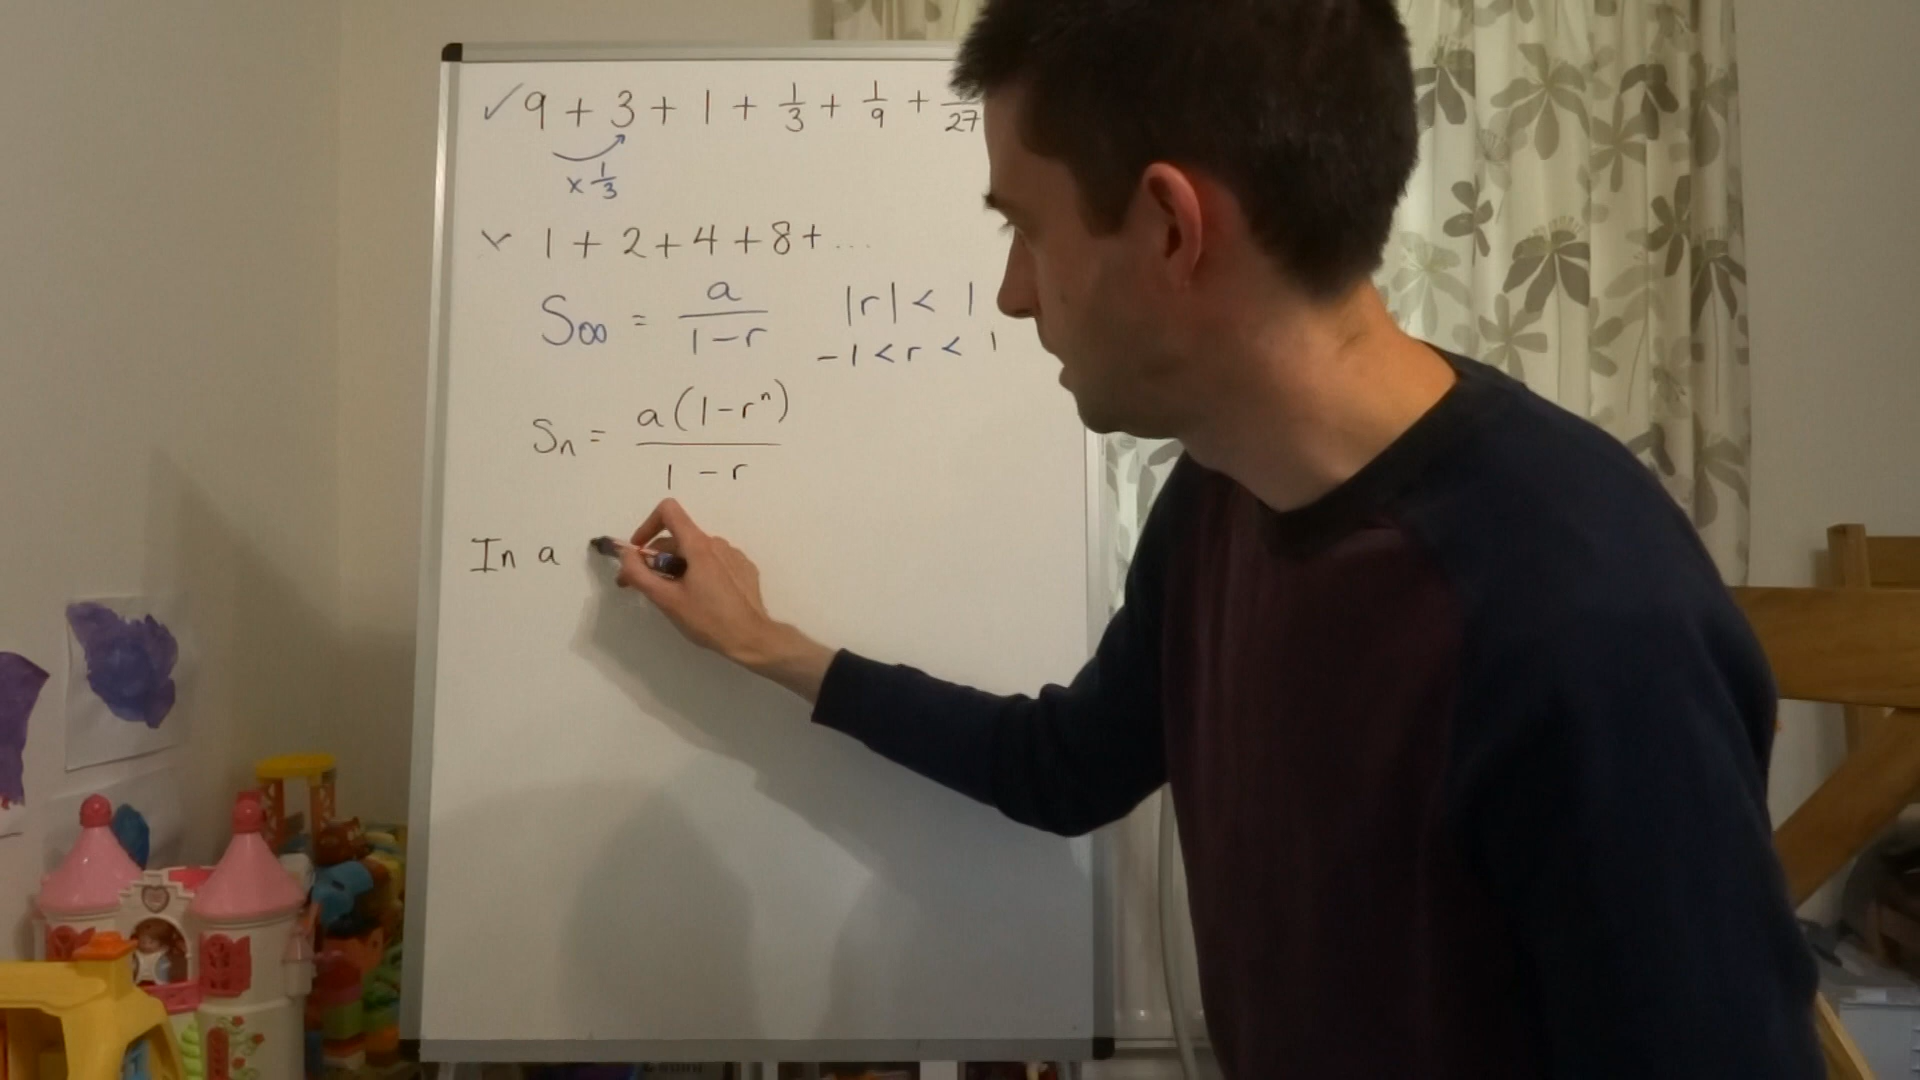 ✓ 9 + 3 + 1 + 1/3 + 1/9 + /27
× 1/3
1 + 2 + 4 + 8 + ...
S∞ = a/(1-r) |r| < 1
-1 < r < 1
Sn = a(1-rⁿ)/(1-r)
In a